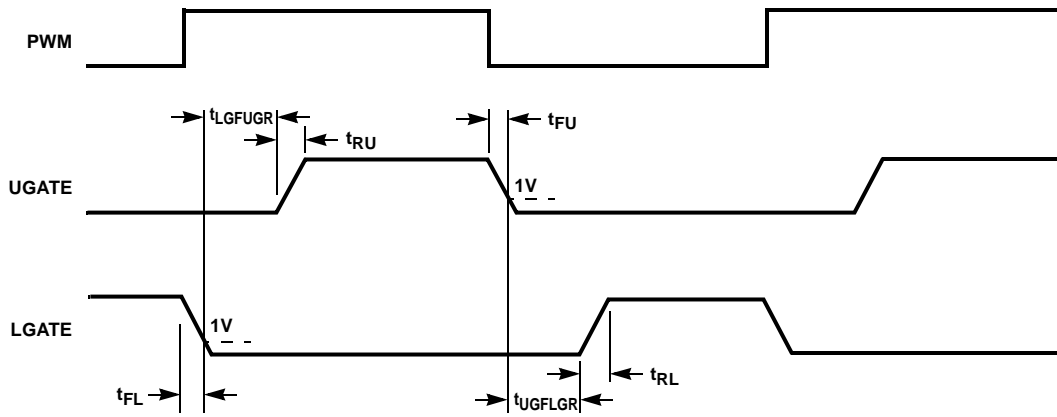 PWM
tLGFUGR
tFU
tRU
UGATE
1V
1V
LGATE
tRL
tFL
tUGFLGR